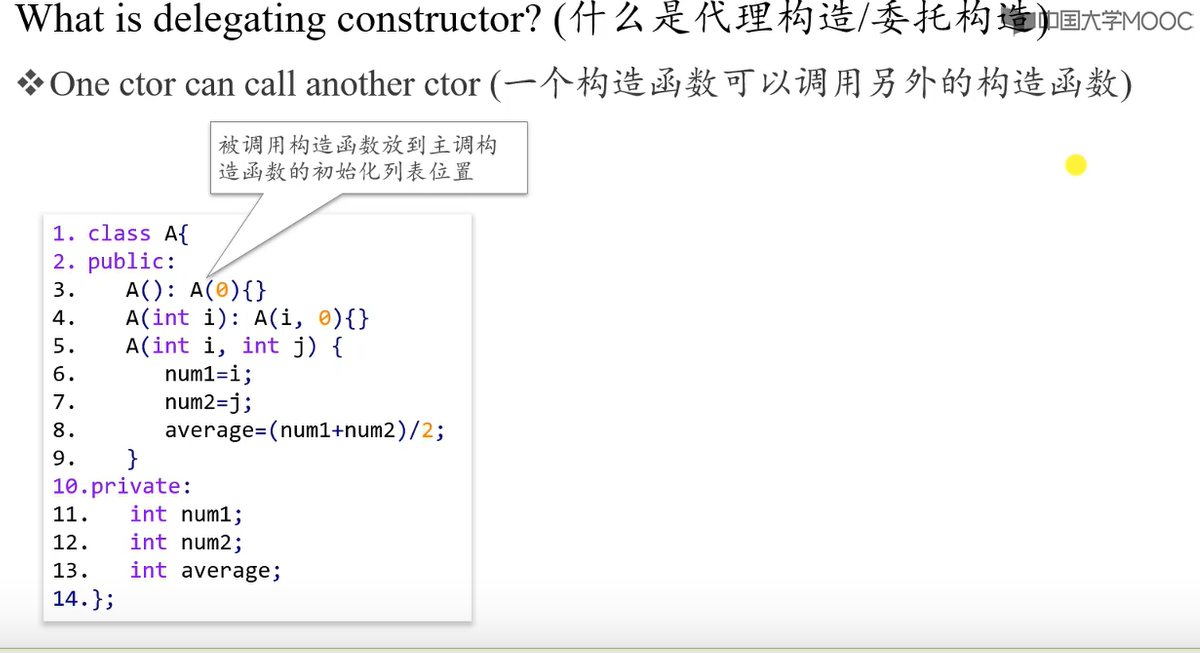 What is delegating constructor? (什么是代理构造/委托构造)
中国大学MOOC
❖One ctor can call another ctor (一个构造函数可以调用另外的构造函数)
被调用构造函数放到主调构
造函数的初始化列表位置
1. class A{
2. public:
3.    A(): A(0){}
4.    A(int i): A(i, 0){}
5.    A(int i, int j) {
6.       num1=i;
7.       num2=j;
8.       average=(num1+num2)/2;
9.    }
10.private:
11.   int num1;
12.   int num2;
13.   int average;
14.};